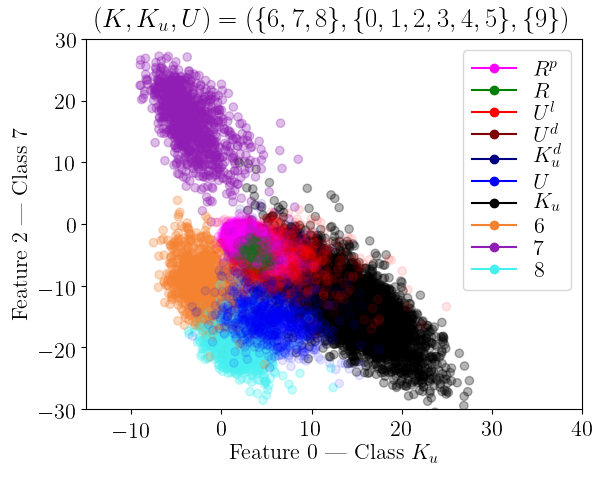 (K, K_u, U) = ({6, 7, 8}, {0, 1, 2, 3, 4, 5}, {9})
30
20
10
0
−10
−20
−30
Feature 2 — Class 7
R^p
R
U^l
U^d
K_u^d
U
K_u
6
7
8
−10
0
10
20
30
40
Feature 0 — Class K_u